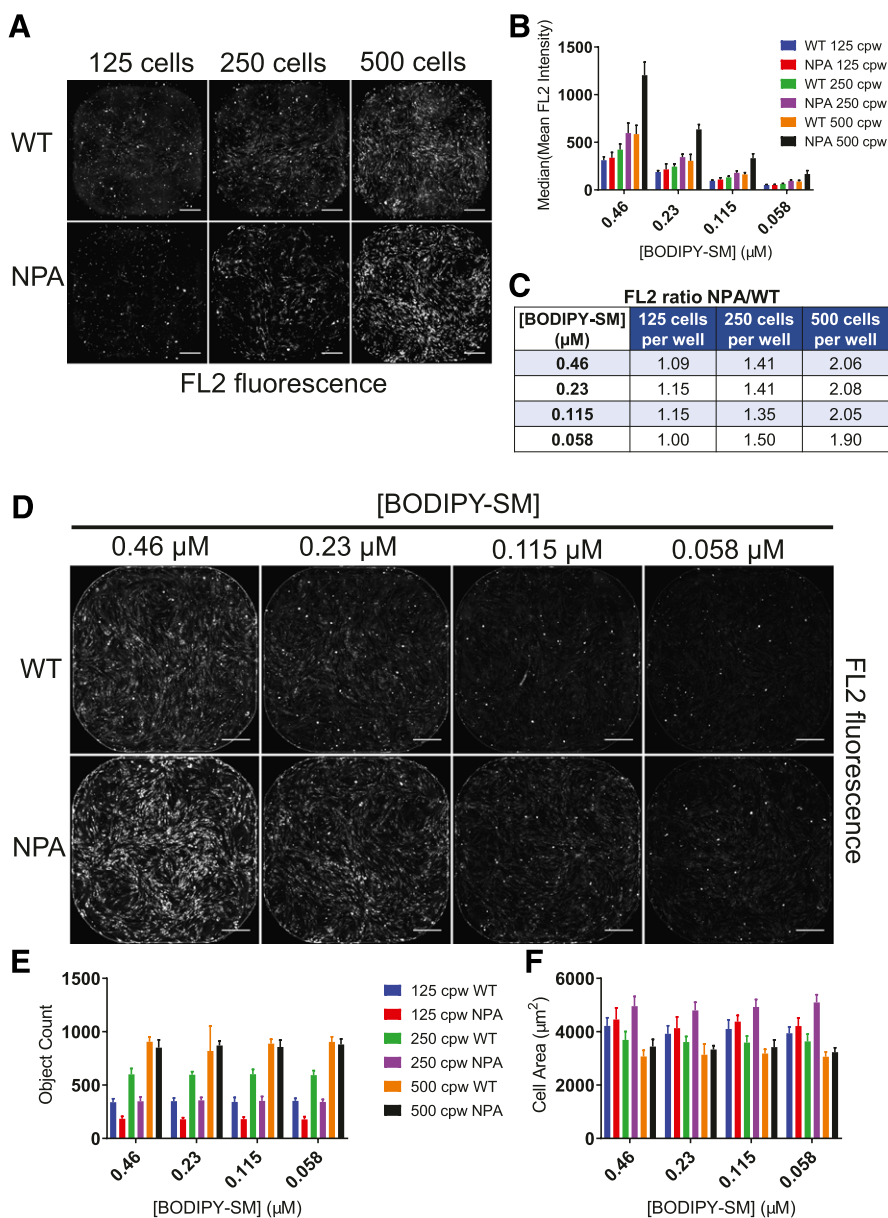 A
125 cells 250 cells 500 cells
WT
NPA
FL2 fluorescence
B
Median(Mean FL2 Intensity)
1500
1000
500
0
0.46 0.23 0.115 0.058
[BODIPY-SM] (µM)
WT 125 cpw
NPA 125 cpw
WT 250 cpw
NPA 250 cpw
WT 500 cpw
NPA 500 cpw
C
FL2 ratio NPA/WT
[BODIPY-SM] (µM) 125 cells per well 250 cells per well 500 cells per well
0.46 1.09 1.41 2.06
0.23 1.15 1.41 2.08
0.115 1.15 1.35 2.05
0.058 1.00 1.50 1.90
D
[BODIPY-SM]
0.46 µM 0.23 µM 0.115 µM 0.058 µM
WT
NPA
FL2 fluorescence
E
Object Count
1500
1000
500
0
0.46 0.23 0.115 0.058
[BODIPY-SM] (µM)
125 cpw WT
125 cpw NPA
250 cpw WT
250 cpw NPA
500 cpw WT
500 cpw NPA
F
Cell Area (µm²)
6000
4000
2000
0
0.46 0.23 0.115 0.058
[BODIPY-SM] (µM)